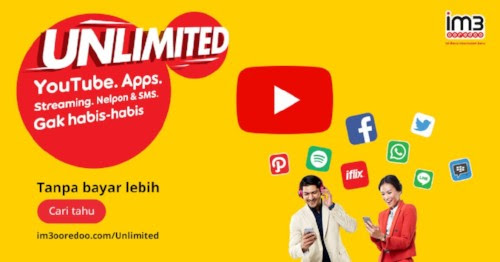 UNLIMITED
YouTube. Apps.
Streaming. Nelpon & SMS.
Gak habis-habis
Tanpa bayar lebih
Cari tahu
im3ooredoo.com/Unlimited
im3
ooredoo
iflix
LINE